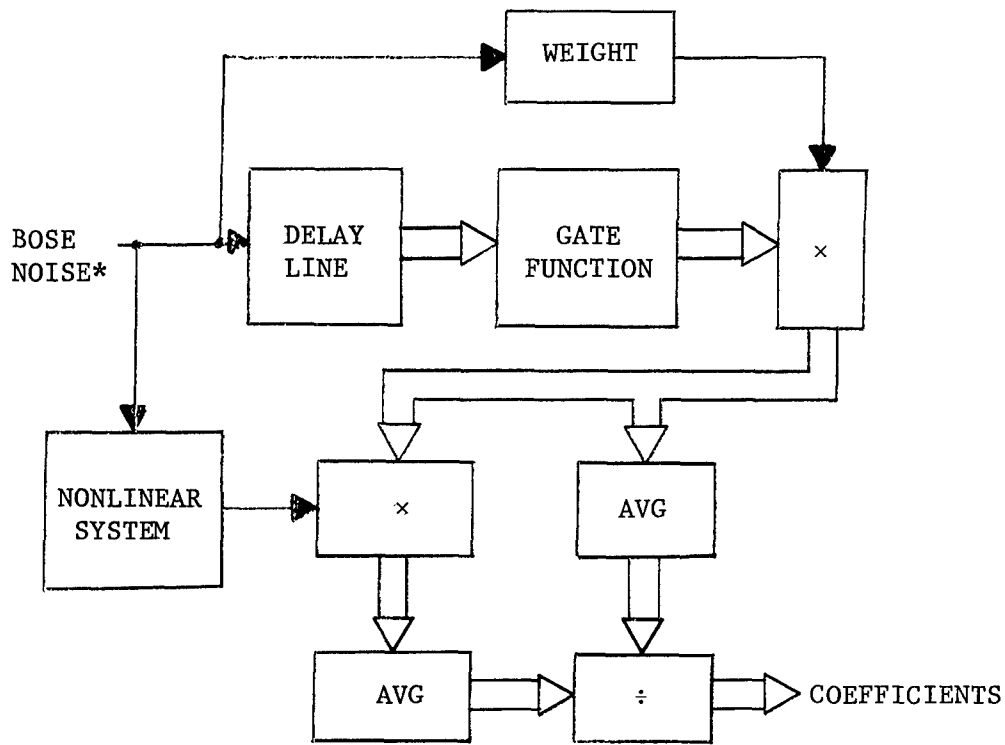 WEIGHT
BOSE
NOISE*
DELAY
LINE
GATE
FUNCTION
×
NONLINEAR
SYSTEM
×
AVG
AVG
÷
COEFFICIENTS